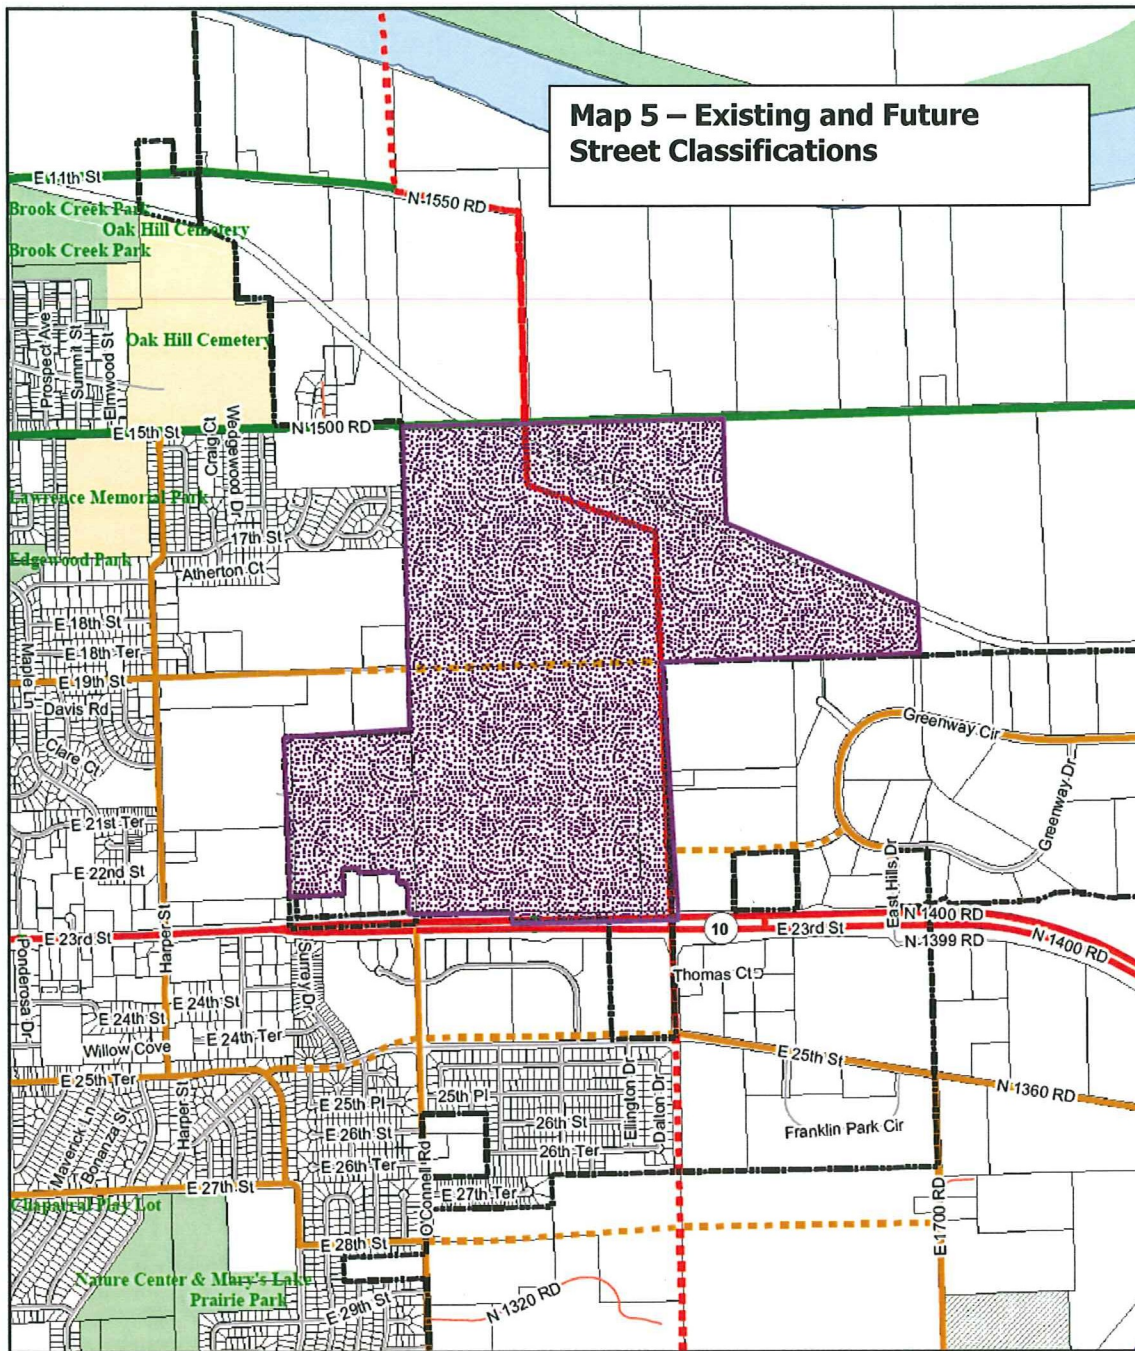 Map 5 – Existing and Future
Street Classifications
E 11th St
N 1550 RD
Brook Creek Park
Oak Hill Cemetery
Brook Creek Park
Prospect Ave
Summit St
Elmwood St
Oak Hill Cemetery
Wedgewood Dr
Craig Ct
N 1500 RD
E 15th St
Lawrence Memorial Park
17th St
Edgewood Park
Atherton Ct
E 18th St
E 18th Ter
Maple
E 19th St
Davis Rd
Clare Ct
Greenway Cir
Greenway Dr
E 21st Ter
E 22nd St
East Hills Dr
Harper St
N 1400 RD
E 23rd St
10
E 23rd St
N 1399 RD
N 1400 RD
Ponderosa Dr
Surrey Dr
Thomas Ct
E 24th St
E 24th St
E 24th Ter
Willow Cove
E 25th St
E 25th Ter
N 1360 RD
Maverick Ln
Bonanza St
Harper St
E 25th Pl
25th Pl
Ellington Dr
Dalton Dr
E 26th St
26th St
Franklin Park Cir
E 26th Ter
26th Ter
O'Connell Rd
E 27th St
E 27th Ter
Chaparral Play Lot
E 1700 RD
E 28th St
Nature Center & Mary's Lake
Prairie Park
E 29th St
N 1320 RD